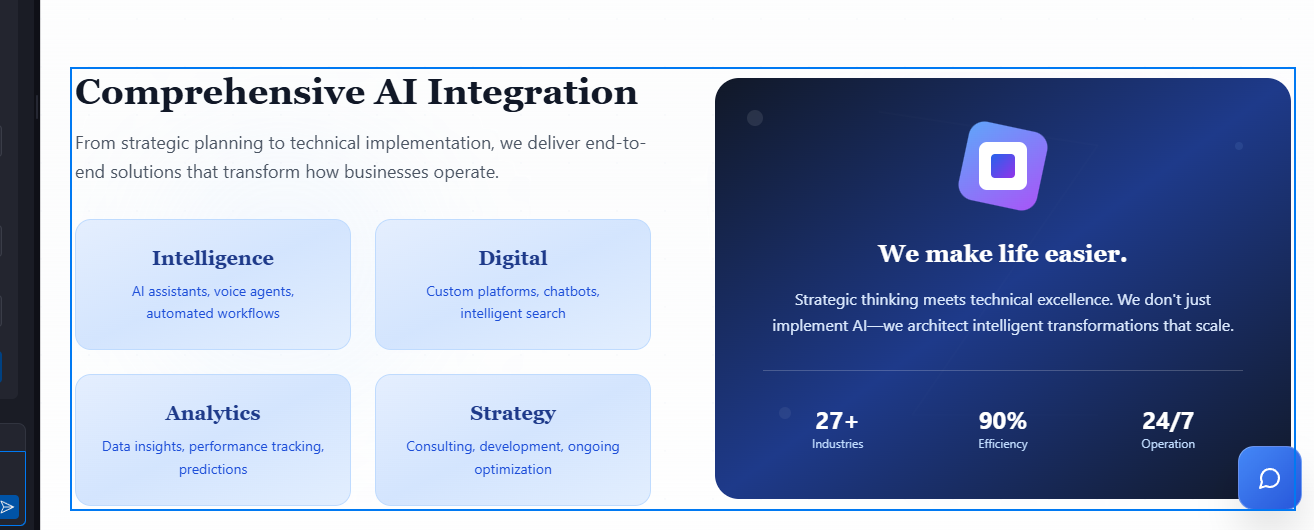 Comprehensive AI Integration
From strategic planning to technical implementation, we deliver end-to-
end solutions that transform how businesses operate.
Intelligence
AI assistants, voice agents,
automated workflows
Digital
Custom platforms, chatbots,
intelligent search
Analytics
Data insights, performance tracking,
predictions
Strategy
Consulting, development, ongoing
optimization
We make life easier.
Strategic thinking meets technical excellence. We don't just
implement AI—we architect intelligent transformations that scale.
27+
Industries
90%
Efficiency
24/7
Operation